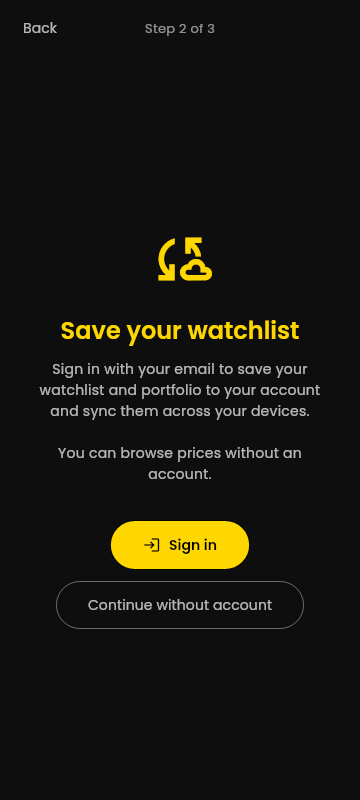 Back
Step 2 of 3
Save your watchlist
Sign in with your email to save your
watchlist and portfolio to your account
and sync them across your devices.
You can browse prices without an
account.
Sign in
Continue without account